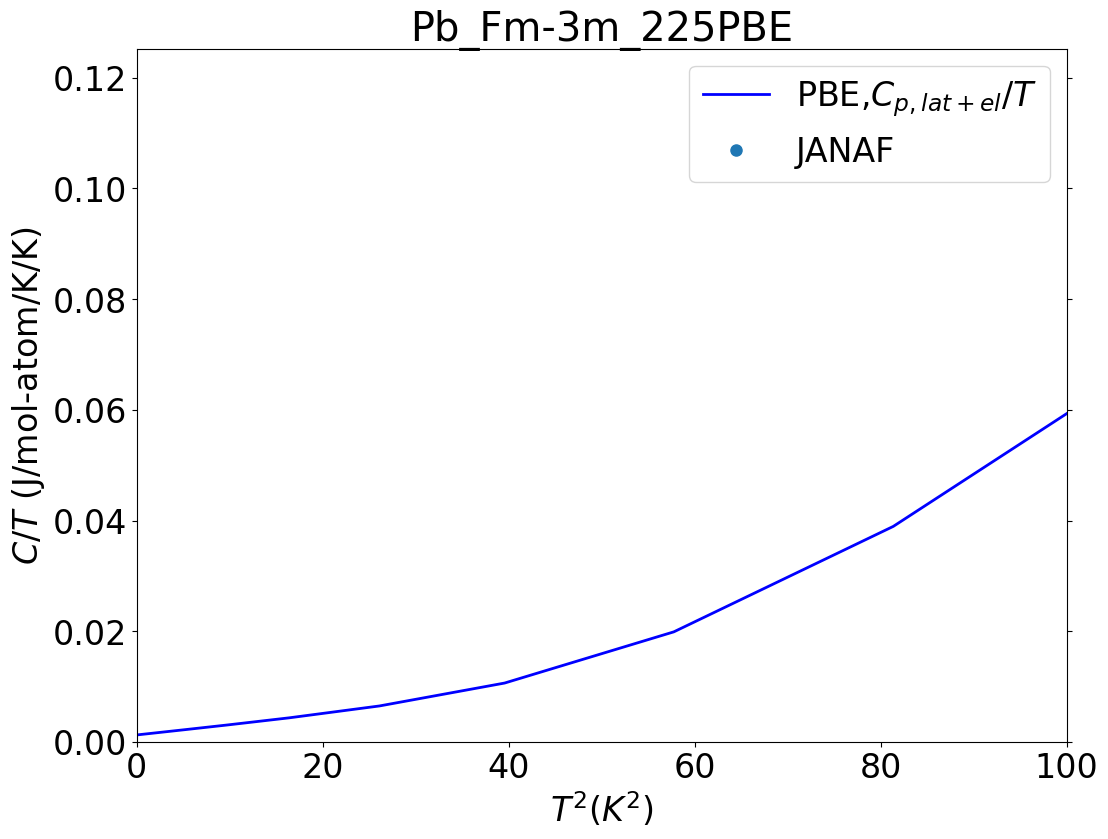 Pb_Fm-3m_225PBE
PBE,$C_{p,lat+el}/T$
JANAF
C/T (J/mol-atom/K/K)
0.12
0.10
0.08
0.06
0.04
0.02
0.00
0 20 40 60 80 100
$T^2(K^2)$